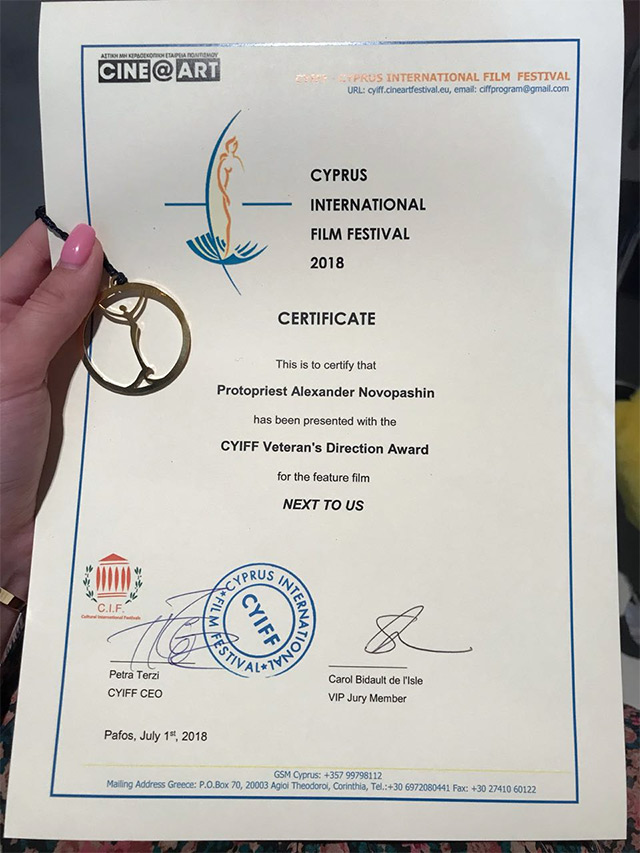 ΑΣΤΙΚΗ ΜΗ ΚΕΡΔΟΣΚΟΠΙΚΗ ΕΤΑΙΡΕΙΑ ΠΟΛΙΤΙΣΜΟΥ
CINE@ART
CYIFF - CYPRUS INTERNATIONAL FILM FESTIVAL
URL: cyiff.cineartfestival.eu, email: ciffprogram@gmail.com
CYPRUS
INTERNATIONAL
FILM FESTIVAL
2018
CERTIFICATE
This is to certify that
Protopriest Alexander Novopashin
has been presented with the
CYIFF Veteran's Direction Award
for the feature film
NEXT TO US
C.I.F.
Cultural International Festivals
CYPRUS INTERNATIONAL
FILM FESTIVAL
CYIFF
Petra Terzi
CYIFF CEO
Carol Bidault de l'Isle
VIP Jury Member
Pafos, July 1st, 2018
GSM Cyprus: +357 99798112
Mailing Address Greece: P.O.Box 70, 20003 Agioi Theodoroi, Corinthia, Tel.:+30 6972080441 Fax: +30 27410 60122